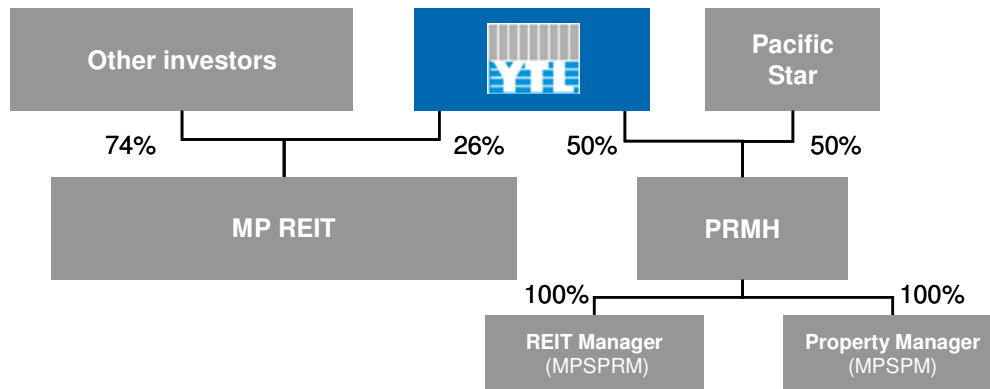 Other investors
YTL
Pacific
Star
74%
26%
50%
50%
MP REIT
PRMH
100%
100%
REIT Manager
(MPSPRM)
Property Manager
(MPSPM)